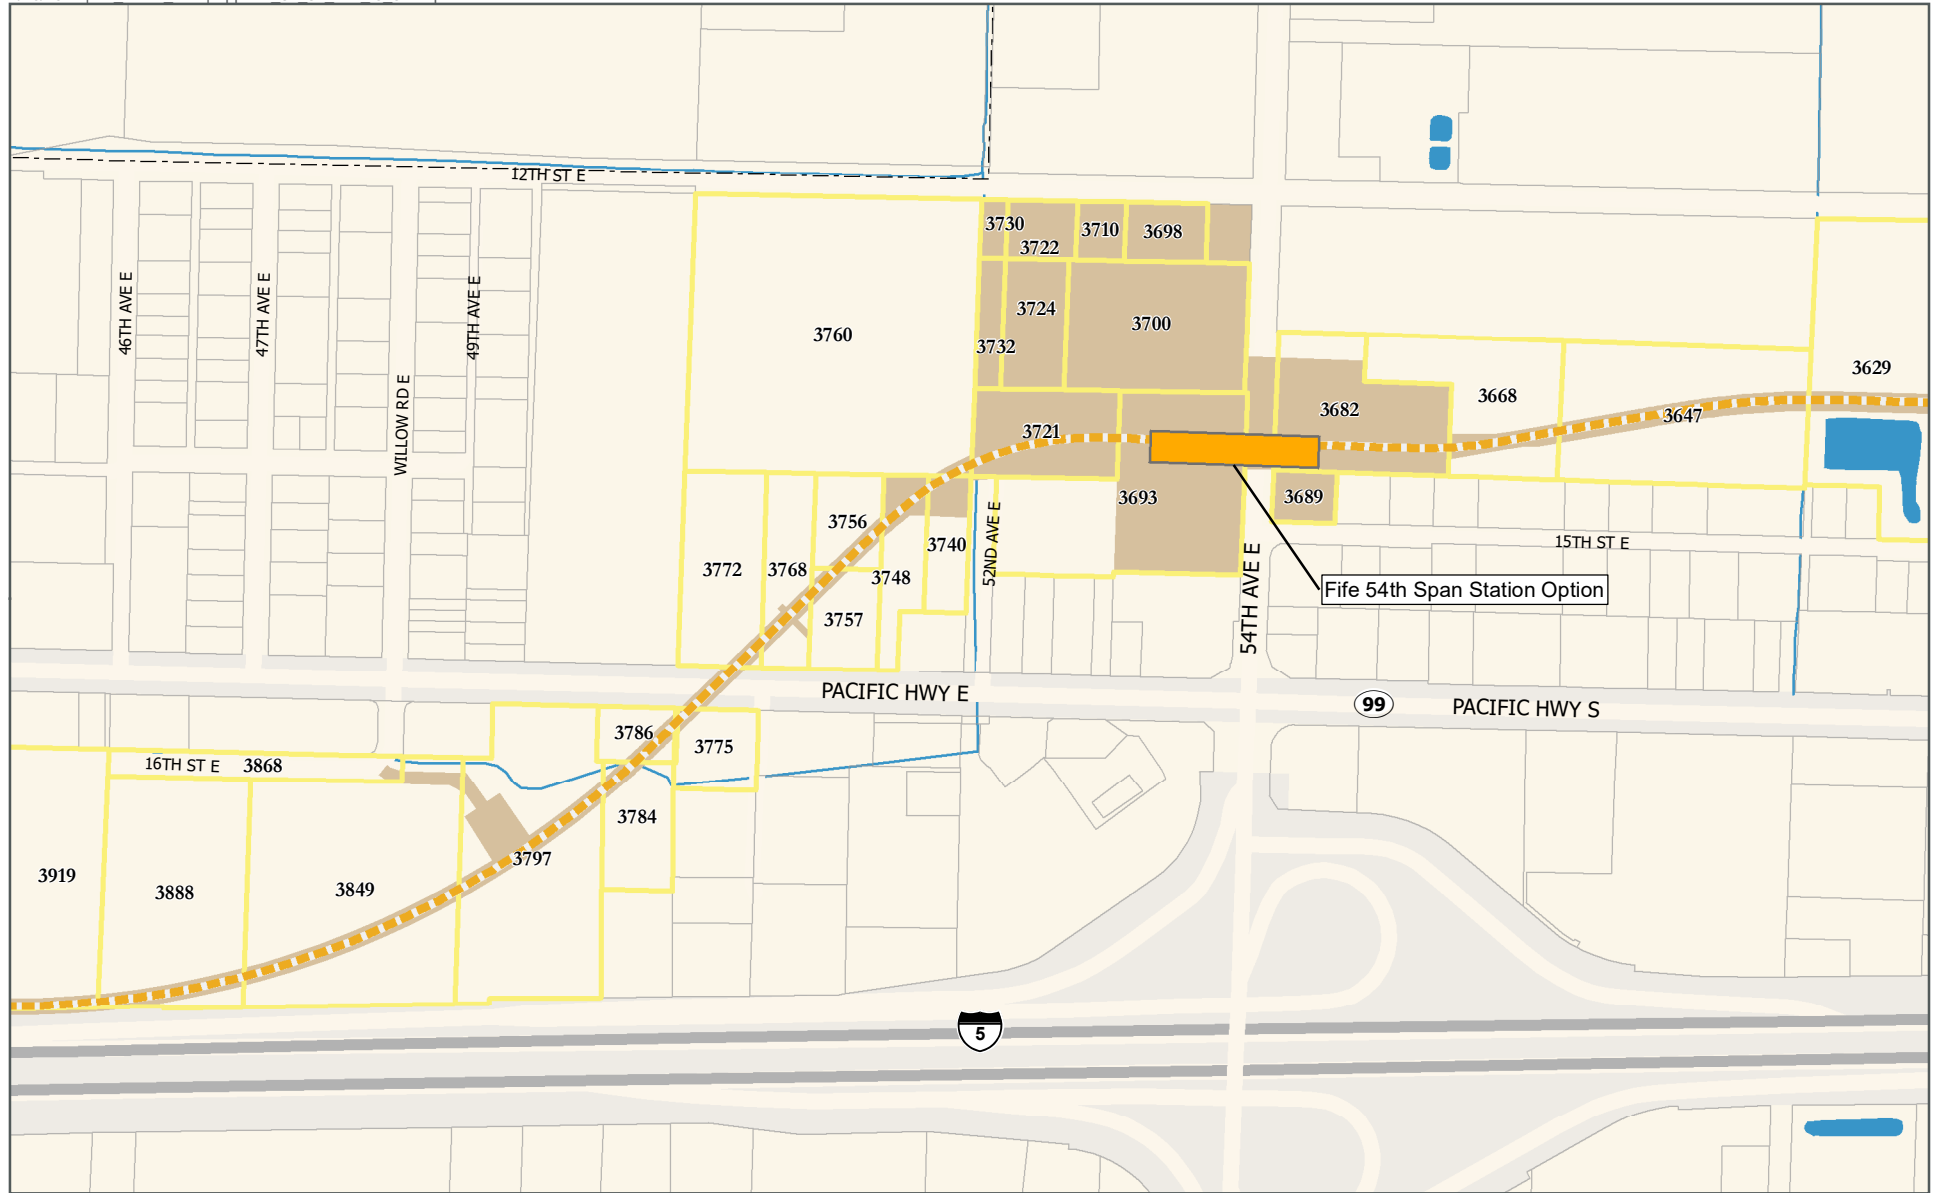 12TH ST E
3730
3722
3710
3698
46TH AVE E
47TH AVE E
WILLOW RD E
49TH AVE E
3760
3732
3724
3700
3721
3693
3682
3668
3647
3629
3689
3756
3740
3772
3768
3748
3757
52ND AVE E
54TH AVE E
15TH ST E
Fife 54th Span Station Option
PACIFIC HWY E
99
PACIFIC HWY S
3786
3775
16TH ST E
3868
3784
3797
3919
3888
3849
5